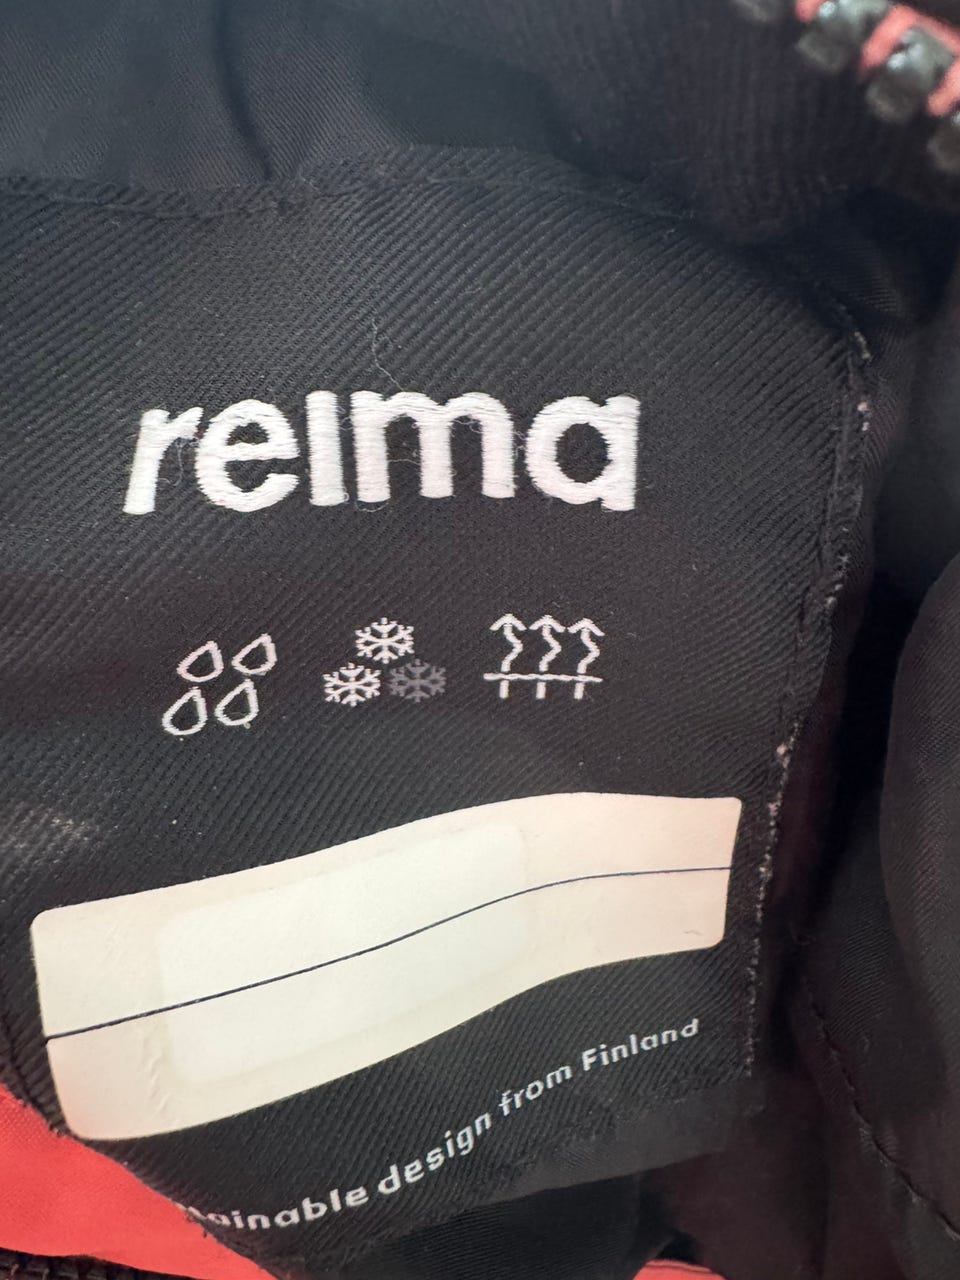 reima
design from Finland